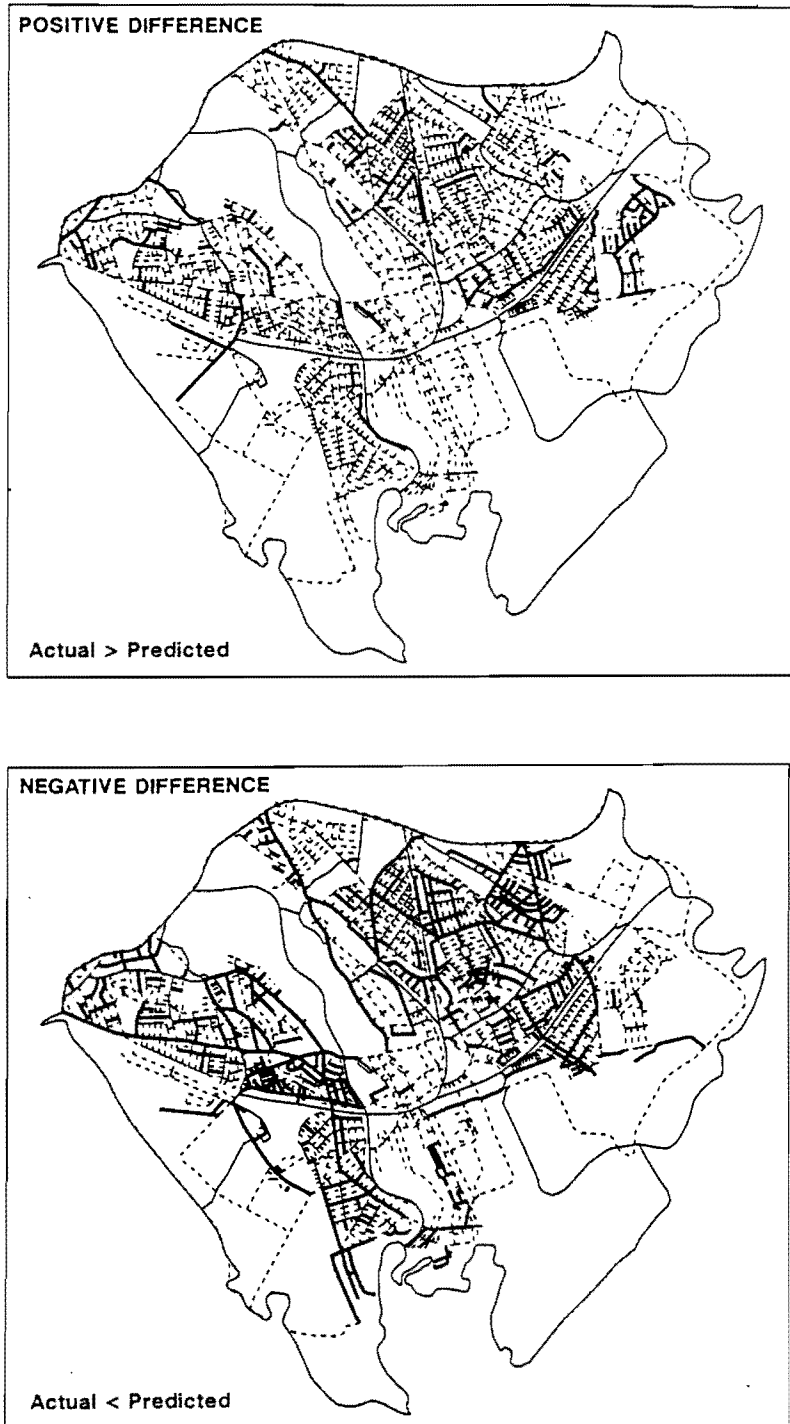 POSITIVE DIFFERENCE
Actual > Predicted
NEGATIVE DIFFERENCE
Actual < Predicted